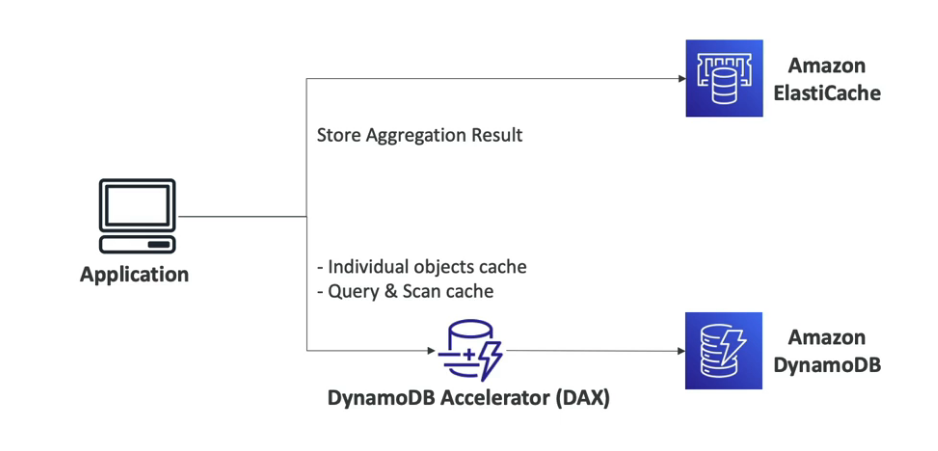 Amazon
ElastiCache
Store Aggregation Result
Application
- Individual objects cache
- Query & Scan cache
Amazon
DynamoDB
DynamoDB Accelerator (DAX)